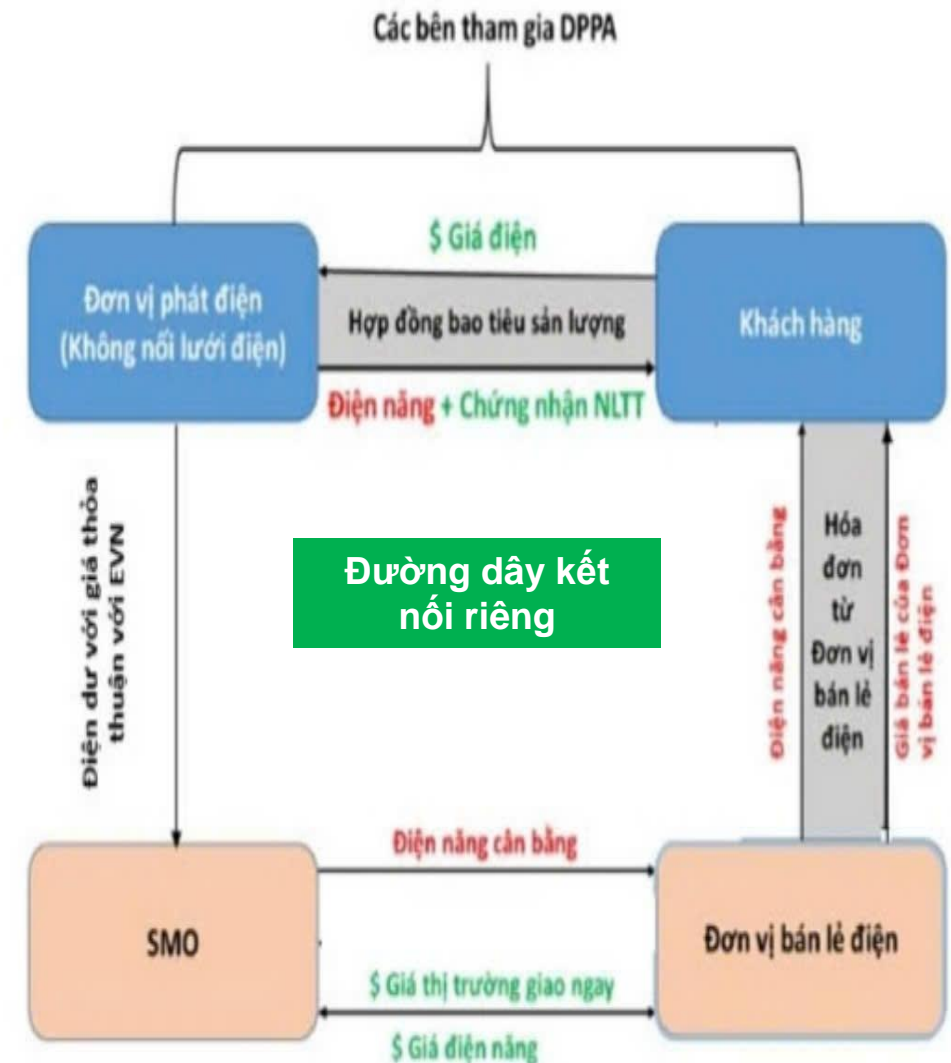 Các bên tham gia DPPA
$ Giá điện
Đơn vị phát điện
(Không nối lưới điện)
Hợp đồng bao tiêu sản lượng
Khách hàng
Điện năng + Chứng nhận NLTT
Điện dư với giá thỏa
thuận với EVN
Đường dây kết
nối riêng
Điện năng cân bằng
Hóa
đơn
từ
Đơn vị
bán lẻ
điện
Giá bán lẻ của Đơn
vị bán lẻ điện
Điện năng cân bằng
SMO
Đơn vị bán lẻ điện
$ Giá thị trường giao ngay
$ Giá điện năng